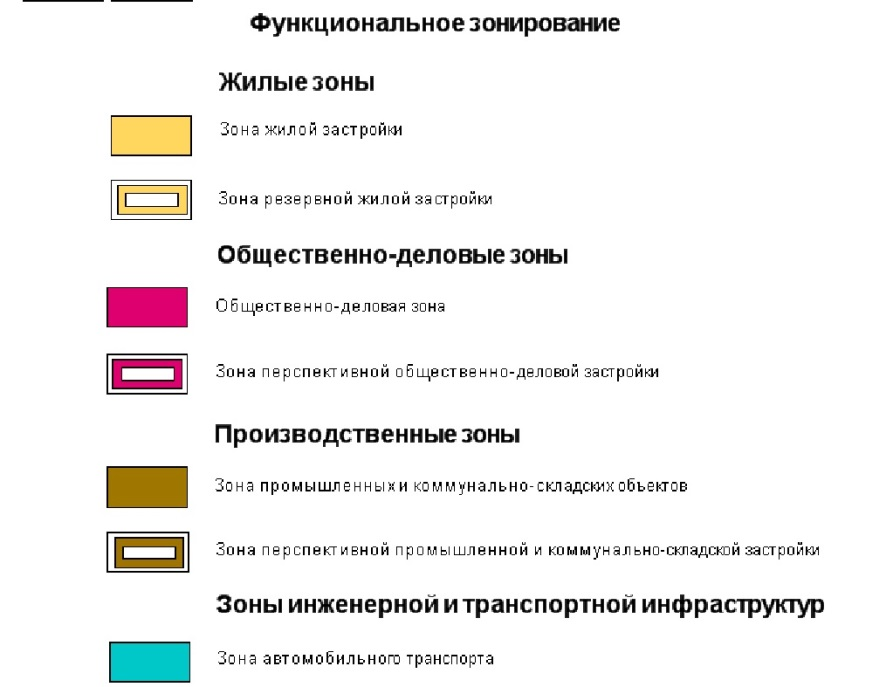 Функциональное зонирование
Жилые зоны
Зона жилой застройки
Зона резервной жилой застройки
Общественно-деловые зоны
Общественно-деловая зона
Зона перспективной общественно-деловой застройки
Производственные зоны
Зона промышленных и коммунально-складских объектов
Зона перспективной промышленной и коммунально-складской застройки
Зоны инженерной и транспортной инфраструктур
Зона автомобильного транспорта